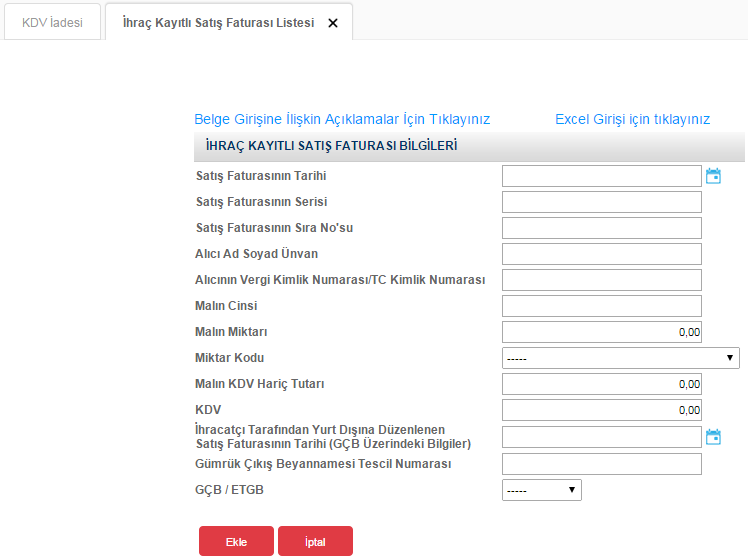 KDV İadesi
İhraç Kayıtlı Satış Faturası Listesi
Belge Girişine İlişkin Açıklamalar İçin Tıklayınız
Excel Girişi için tıklayınız
İHRAÇ KAYITLI SATIŞ FATURASI BİLGİLERİ
Satış Faturasının Tarihi
Satış Faturasının Serisi
Satış Faturasının Sıra No'su
Alıcı Ad Soyad Ünvan
Alıcının Vergi Kimlik Numarası/TC Kimlik Numarası
Malın Cinsi
Malın Miktarı 0,00
Miktar Kodu -----
Malın KDV Hariç Tutarı 0,00
KDV 0,00
İhracatçı Tarafından Yurt Dışına Düzenlenen
Satış Faturasının Tarihi (GÇB Üzerindeki Bilgiler)
Gümrük Çıkış Beyannamesi Tescil Numarası
GÇB / ETGB -----
Ekle
İptal